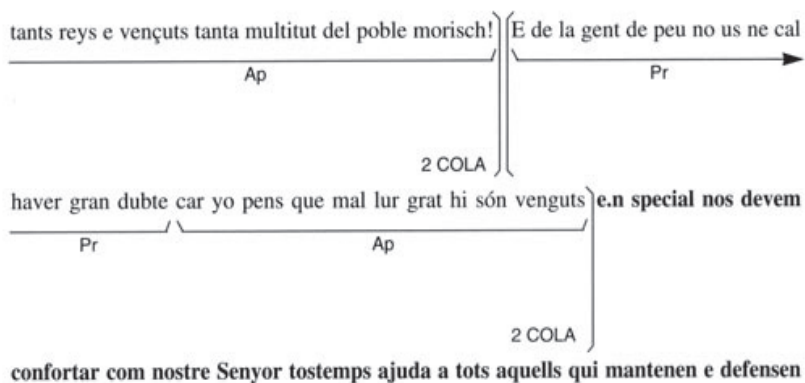 tants reys e vençuts tanta multitut del poble morisch! E de la gent de peu no us ne cal
Ap Pr
2 COLA
haver gran dubte car yo pens que mal lur grat hi són venguts e.n special nos devem
Pr Ap
2 COLA
confortar com nostre Senyor tostemps ajuda a tots aquells qui mantenen e defensen